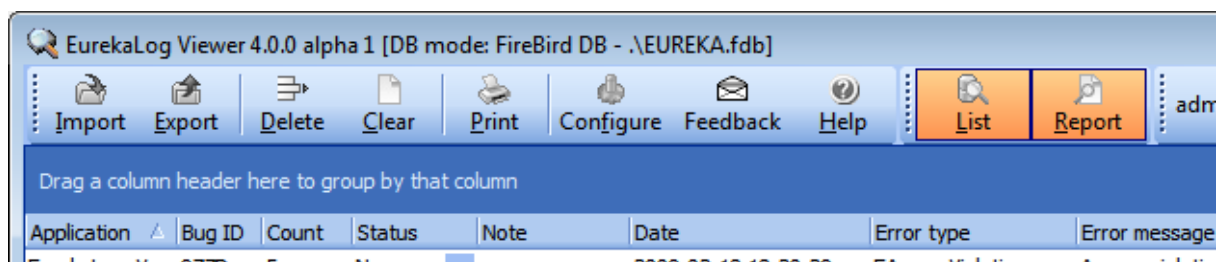 EurekaLog Viewer 4.0.0 alpha 1 [DB mode: FireBird DB - .\EUREKA.fdb]
Import Export Delete Clear Print Configure Feedback Help List Report adm
Drag a column header here to group by that column
Application Bug ID Count Status Note Date Error type Error message